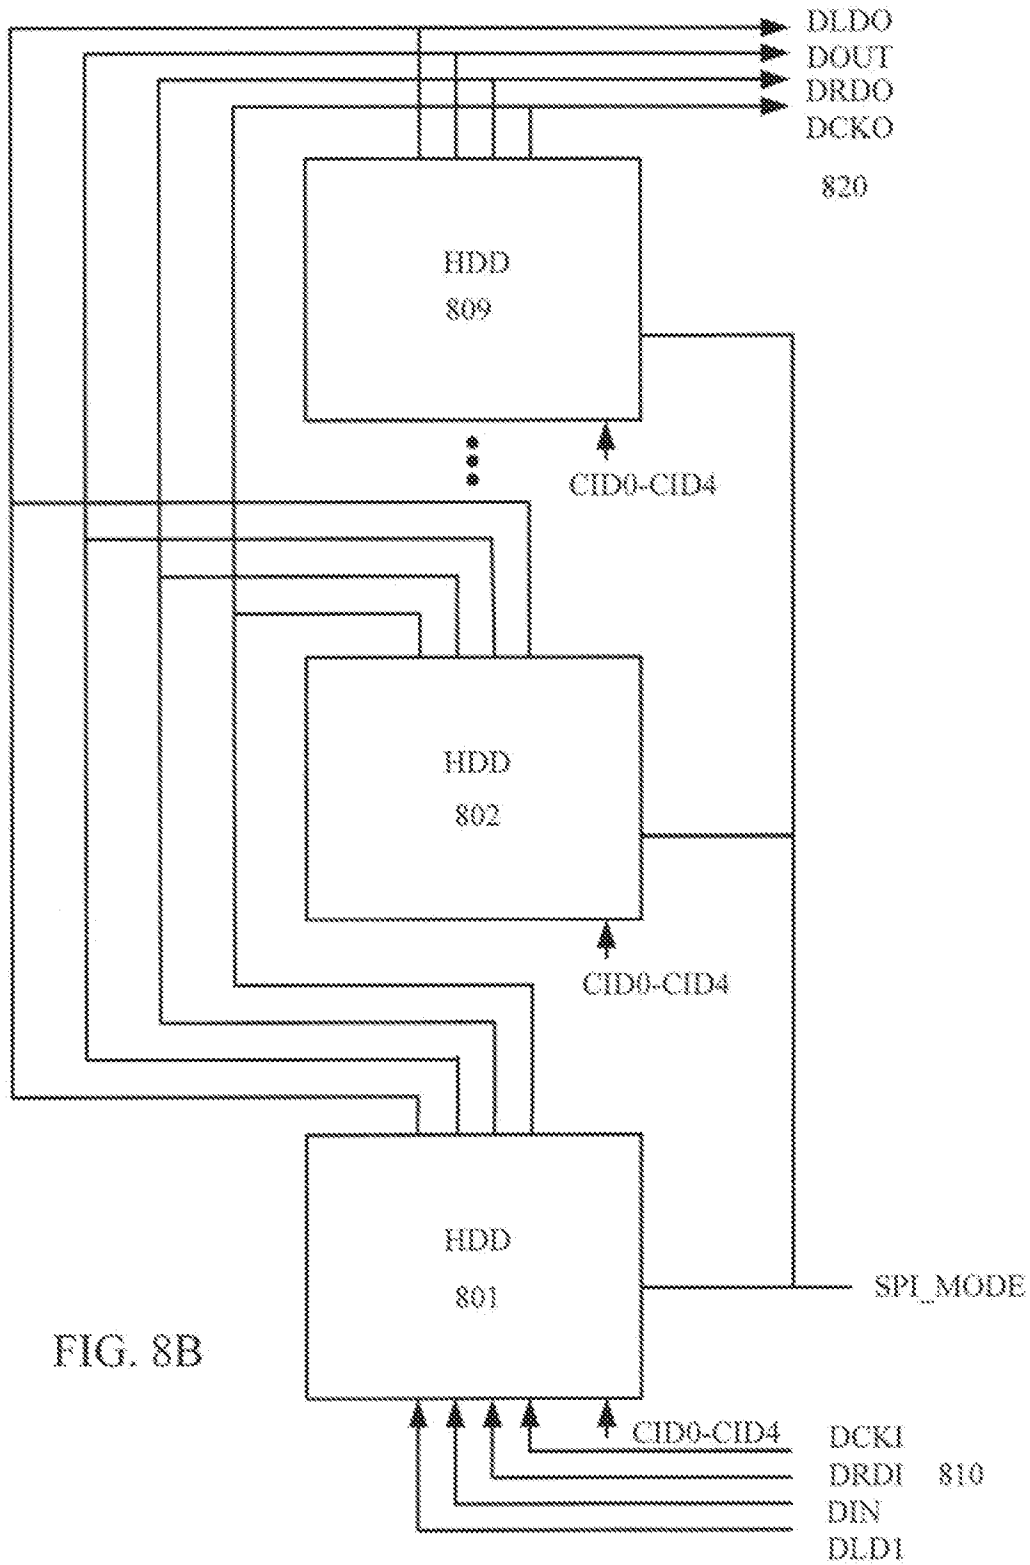 DLDO
DOUT
DRDO
DCKO
820
HDD
809
CID0-CID4
HDD
802
CID0-CID4
HDD
801
SPI_MODE
FIG. 8B
CID0-CID4
DCKI
DRDI 810
DIN
DLD1